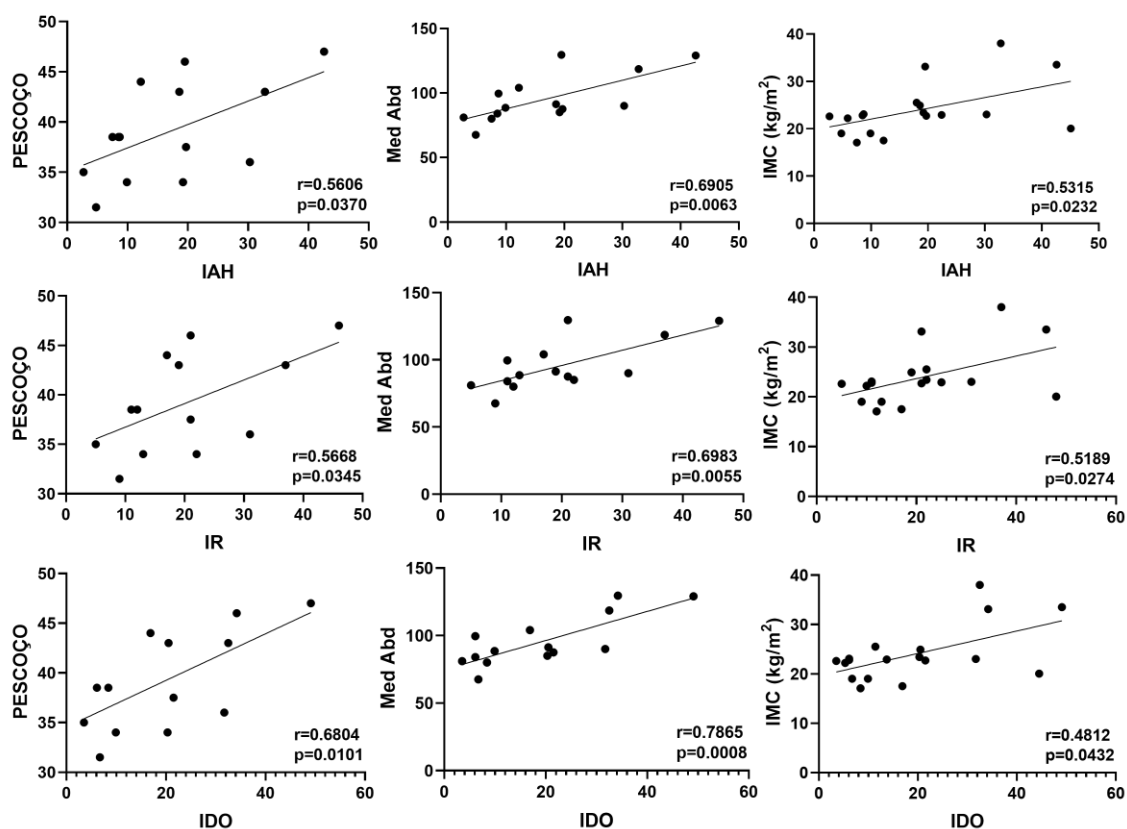 50
45
40
35
30
PESCOÇO
0 10 20 30 40 50
IAH
r=0.5606
p=0.0370
150
100
50
0
Med Abd
0 10 20 30 40 50
IAH
r=0.6905
p=0.0063
40
30
20
10
0
IMC (kg/m²)
0 10 20 30 40 50
IAH
r=0.5315
p=0.0232
50
45
40
35
30
PESCOÇO
0 10 20 30 40 50
IR
r=0.5668
p=0.0345
150
100
50
0
Med Abd
0 10 20 30 40 50
IR
r=0.6983
p=0.0055
40
30
20
10
0
IMC (kg/m²)
0 20 40 60
IR
r=0.5189
p=0.0274
50
45
40
35
30
PESCOÇO
0 20 40 60
IDO
r=0.6804
p=0.0101
150
100
50
0
Med Abd
0 20 40 60
IDO
r=0.7865
p=0.0008
40
30
20
10
0
IMC (kg/m²)
0 20 40 60
IDO
r=0.4812
p=0.0432